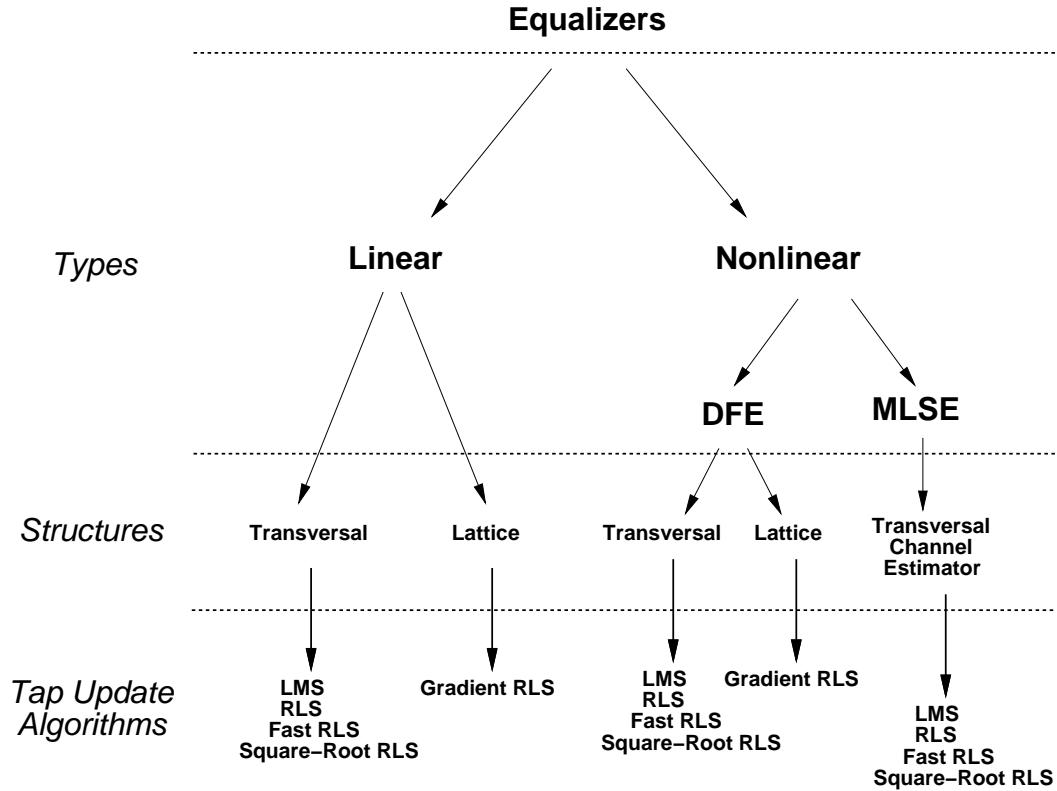 Equalizers
Types
Linear
Nonlinear
DFE
MLSE
Structures
Transversal
Lattice
Transversal
Lattice
Transversal
Channel
Estimator
Tap Update
Algorithms
LMS
RLS
Fast RLS
Square−Root RLS
Gradient RLS
LMS
RLS
Fast RLS
Square−Root RLS
Gradient RLS
LMS
RLS
Fast RLS
Square−Root RLS